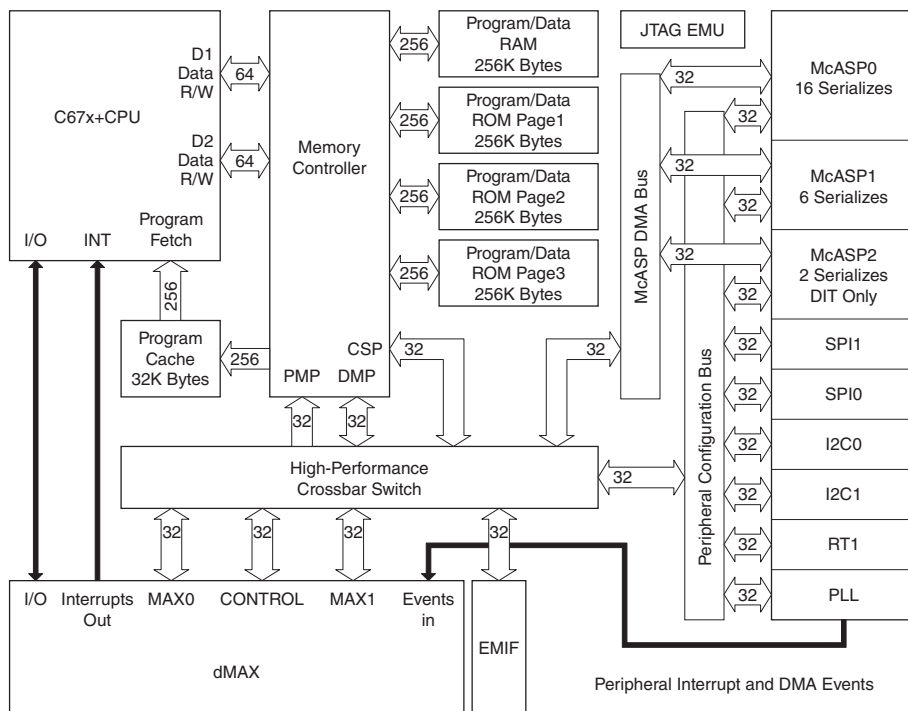 D1
Data
R/W
C67x+CPU
D2
Data
R/W
Program
Fetch
I/O
INT
64
64
Memory
Controller
CSP
PMP
DMP
256
Program/Data
RAM
256K Bytes
256
Program/Data
ROM Page1
256K Bytes
256
Program/Data
ROM Page2
256K Bytes
256
Program/Data
ROM Page3
256K Bytes
256
Program
Cache
32K Bytes
256
32
32
32
32
High-Performance
Crossbar Switch
32
32
32
32
32
I/O
Interrupts
Out
MAX0
CONTROL
MAX1
Events
in
dMAX
EMIF
JTAG EMU
McASP DMA Bus
Peripheral Configuration Bus
32
32
McASP0
16 Serializes
32
32
McASP1
6 Serializes
32
32
McASP2
2 Serializes
DIT Only
32
SPI1
32
SPI0
32
I2C0
32
I2C1
32
RT1
32
PLL
Peripheral Interrupt and DMA Events